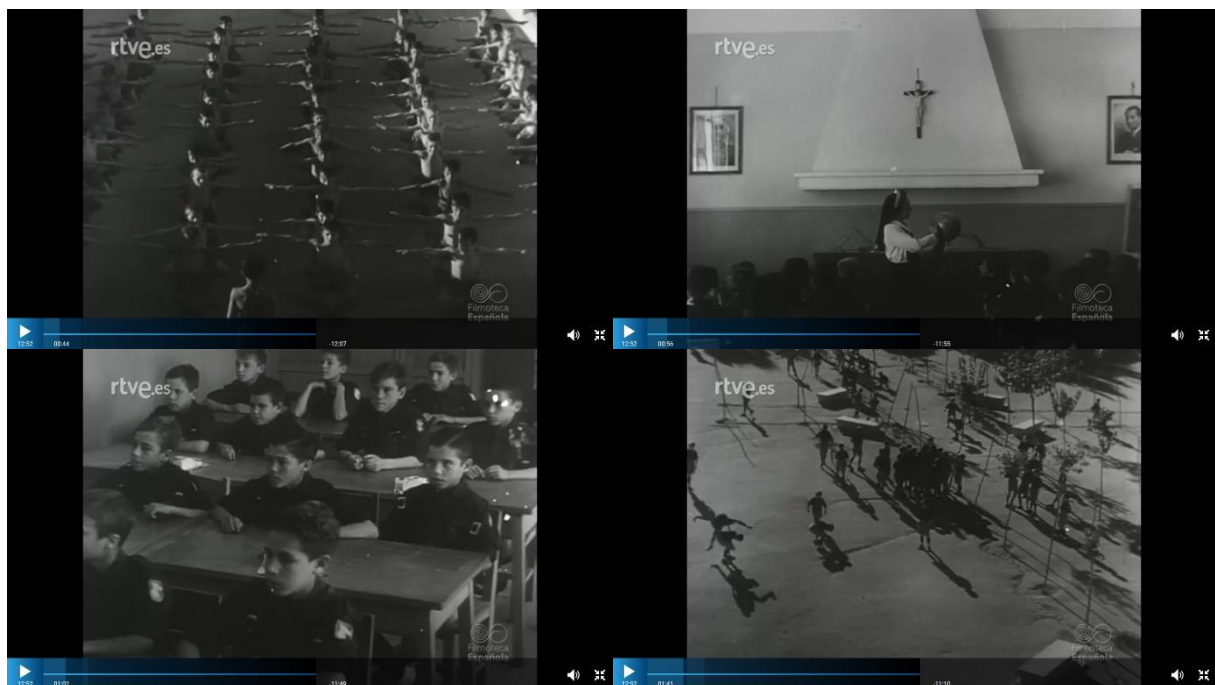 rtve.es
Filmoteca
Española
12:52 00:44 -12:07
rtve.es
Filmoteca
Española
12:52 00:56 -11:55
rtve.es
Filmoteca
Española
12:52 01:02 -11:49
rtve.es
Filmoteca
Española
12:52 01:41 -11:10